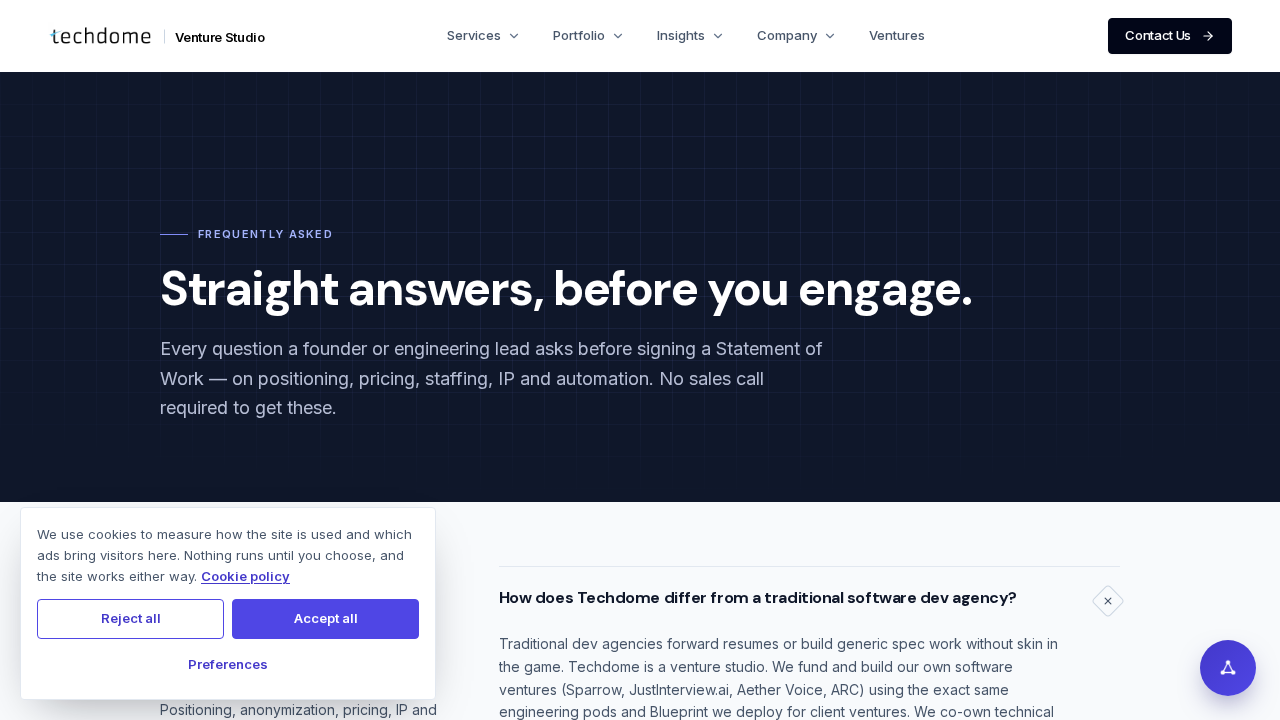 techdome
Venture Studio
Services
Portfolio
Insights
Company
Ventures
Contact Us
FREQUENTLY ASKED
Straight answers, before you engage.
Every question a founder or engineering lead asks before signing a Statement of
Work — on positioning, pricing, staffing, IP and automation. No sales call
required to get these.
We use cookies to measure how the site is used and which
ads bring visitors here. Nothing runs until you choose, and
the site works either way. Cookie policy
Reject all
Accept all
Preferences
Positioning, anonymization, pricing, IP and
How does Techdome differ from a traditional software dev agency?
Traditional dev agencies forward resumes or build generic spec work without skin in
the game. Techdome is a venture studio. We fund and build our own software
ventures (Sparrow, JustInterview.ai, Aether Voice, ARC) using the exact same
engineering pods and Blueprint we deploy for client ventures. We co-own technical